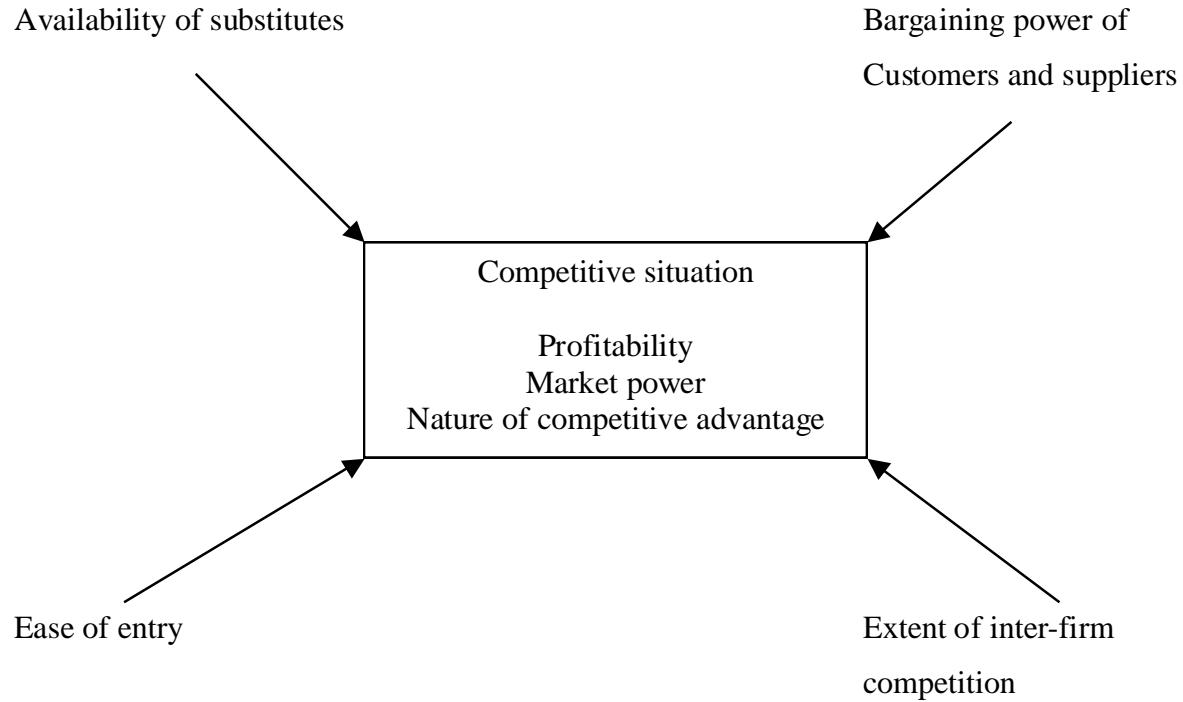 Availability of substitutes
Bargaining power of
Customers and suppliers
Competitive situation
Profitability
Market power
Nature of competitive advantage
Ease of entry
Extent of inter-firm
competition